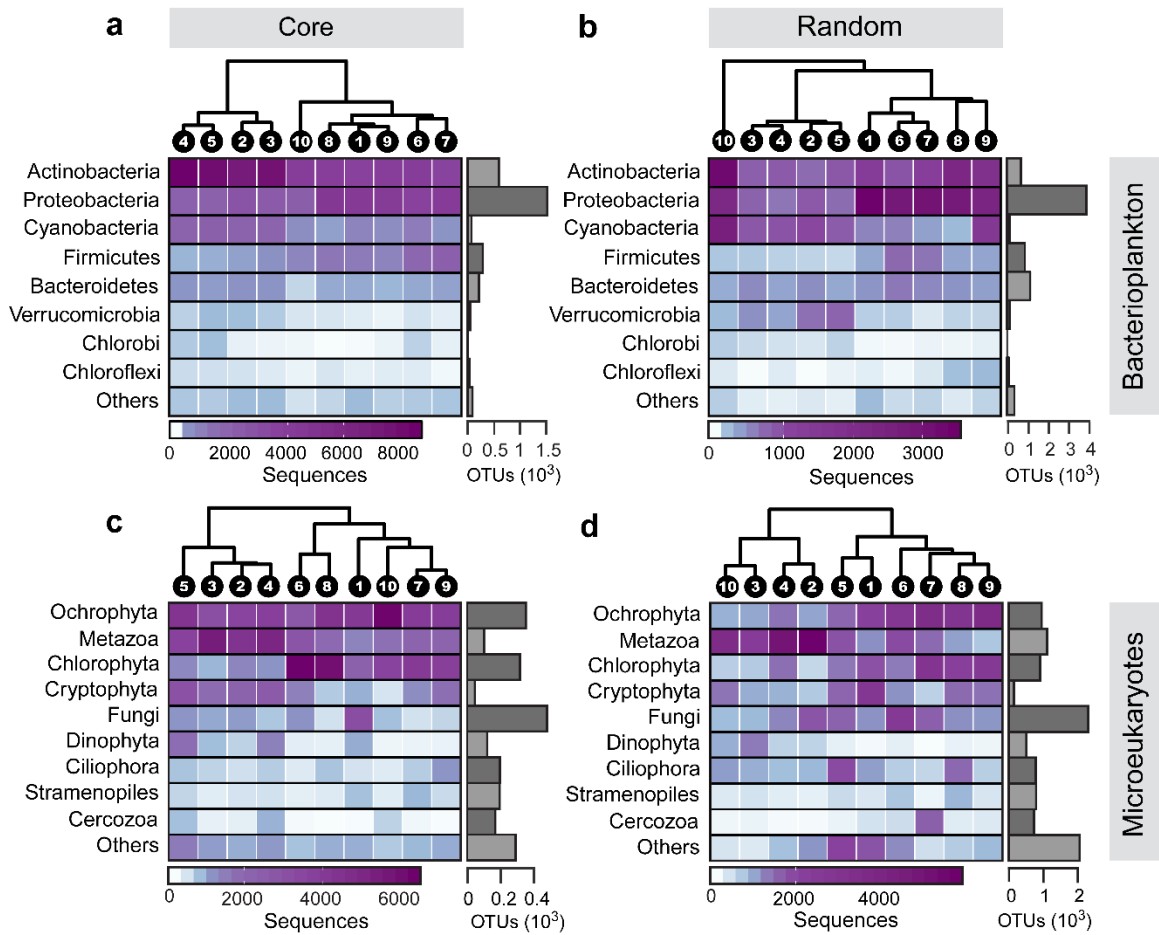 a
Core
b
Random
4 5 2 3 10 8 1 9 6 7
10 3 4 2 5 1 6 7 8 9
Actinobacteria
Proteobacteria
Cyanobacteria
Firmicutes
Bacteroidetes
Verrucomicrobia
Chlorobi
Chloroflexi
Others
Actinobacteria
Proteobacteria
Cyanobacteria
Firmicutes
Bacteroidetes
Verrucomicrobia
Chlorobi
Chloroflexi
Others
Bacterioplankton
0 2000 4000 6000 8000
Sequences
0 0.5 1 1.5
OTUs (10³)
0 1000 2000 3000
Sequences
0 1 2 3 4
OTUs (10³)
c
d
5 3 2 4 6 8 1 10 7 9
10 3 4 2 5 1 6 7 8 9
Ochrophyta
Metazoa
Chlorophyta
Cryptophyta
Fungi
Dinophyta
Ciliophora
Stramenopiles
Cercozoa
Others
Ochrophyta
Metazoa
Chlorophyta
Cryptophyta
Fungi
Dinophyta
Ciliophora
Stramenopiles
Cercozoa
Others
Microeukaryotes
0 2000 4000 6000
Sequences
0 0.2 0.4
OTUs (10³)
0 2000 4000
Sequences
0 1 2
OTUs (10³)